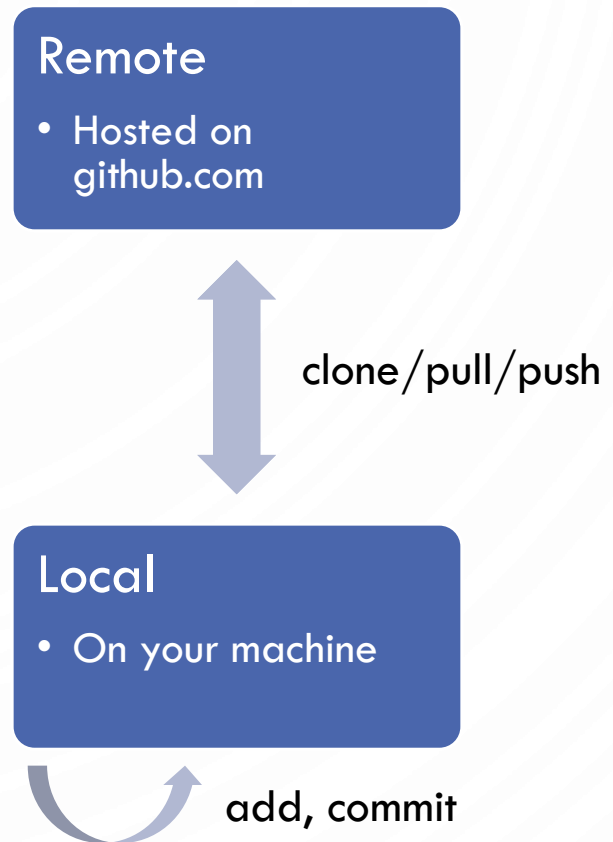 Remote
• Hosted on
github.com
clone/pull/push
Local
• On your machine
add, commit